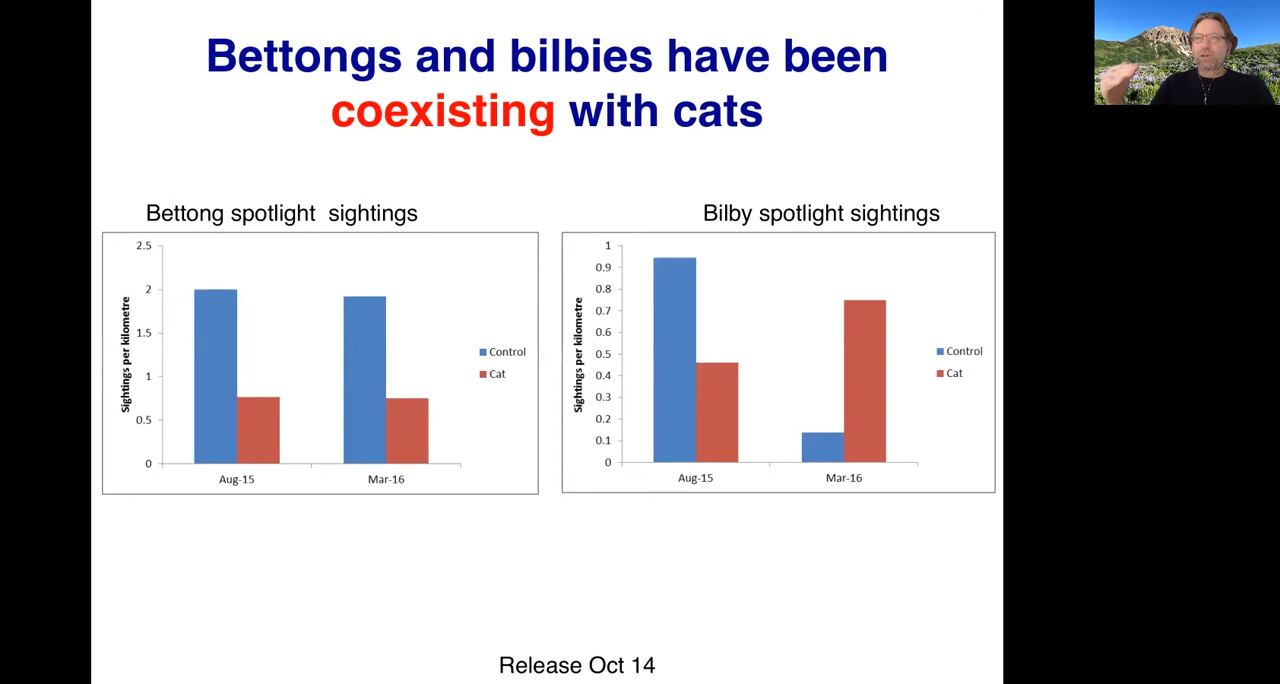 Bettongs and bilbies have been
coexisting with cats
Bettong spotlight sightings
2.5
2
1.5
1
0.5
0
Sightings per kilometre
Aug-15
Mar-16
Control
Cat
Bilby spotlight sightings
1
0.9
0.8
0.7
0.6
0.5
0.4
0.3
0.2
0.1
0
Sightings per kilometre
Aug-15
Mar-16
Control
Cat
Release Oct 14